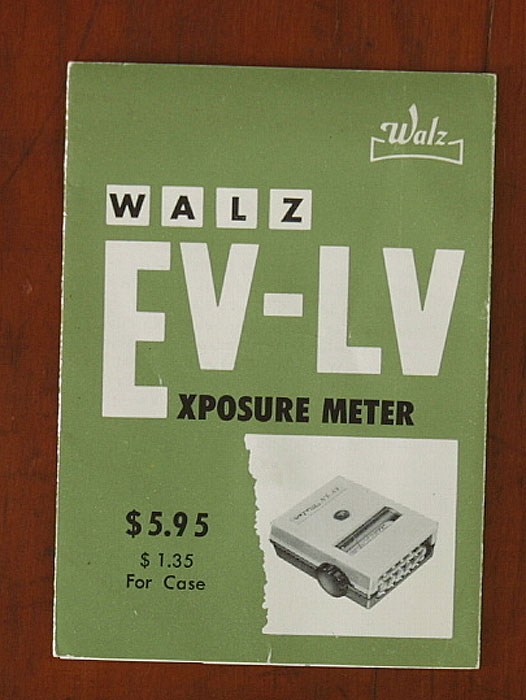 Walz
WALZ
EV-LV
XPOSURE METER
$5.95
$1.35
For Case